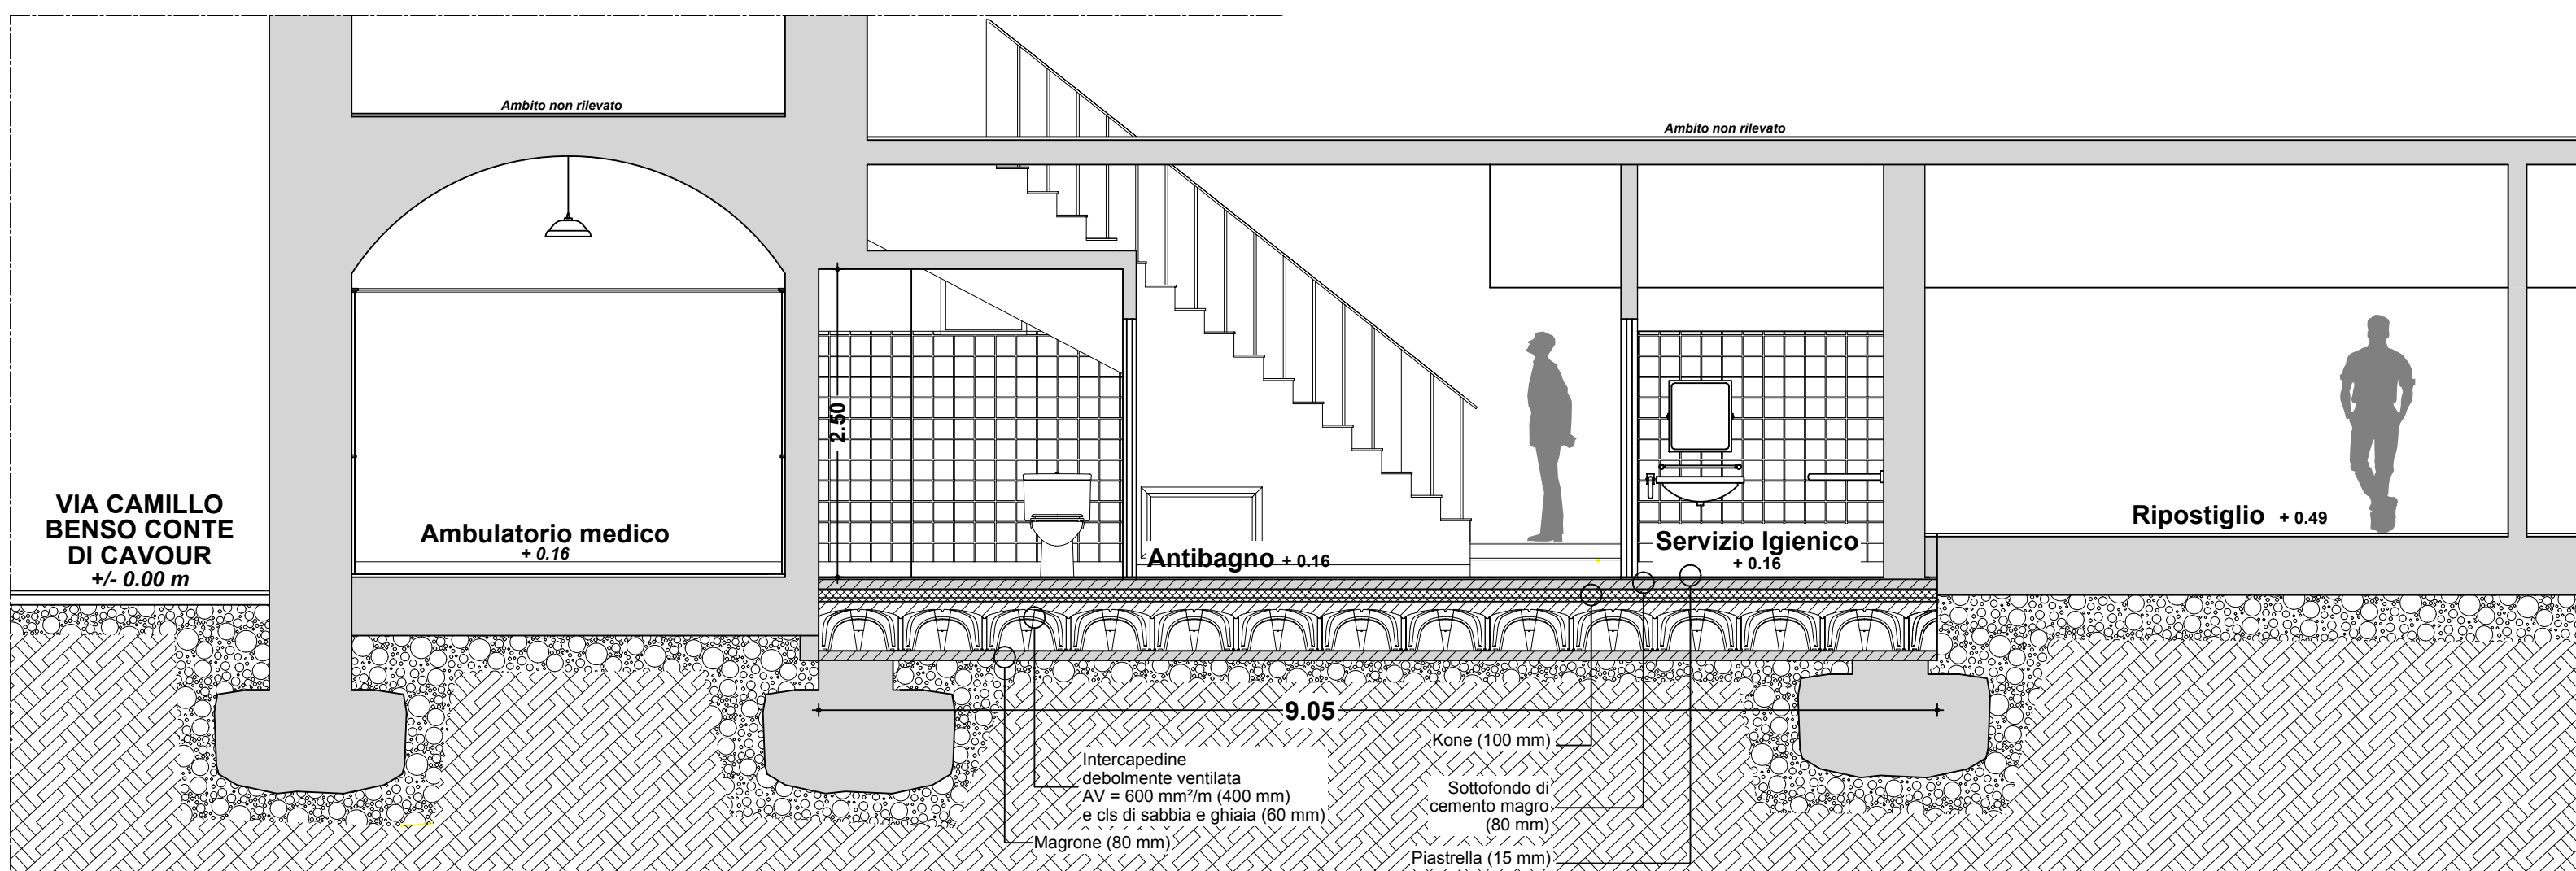 Ambito non rilevato
Ambito non rilevato
2.50
VIA CAMILLO
BENSO CONTE
DI CAVOUR
+/- 0.00 m
Ambulatorio medico
+ 0.16
Antibagno + 0.16
Servizio Igienico
+ 0.16
Ripostiglio + 0.49
9.05
Intercapedine
debolmente ventilata
AV = 600 mm²/m (400 mm)
e cls di sabbia e ghiaia (60 mm)
Magrone (80 mm)
Kone (100 mm)
Sottofondo di
cemento magro
(80 mm)
Piastrella (15 mm)